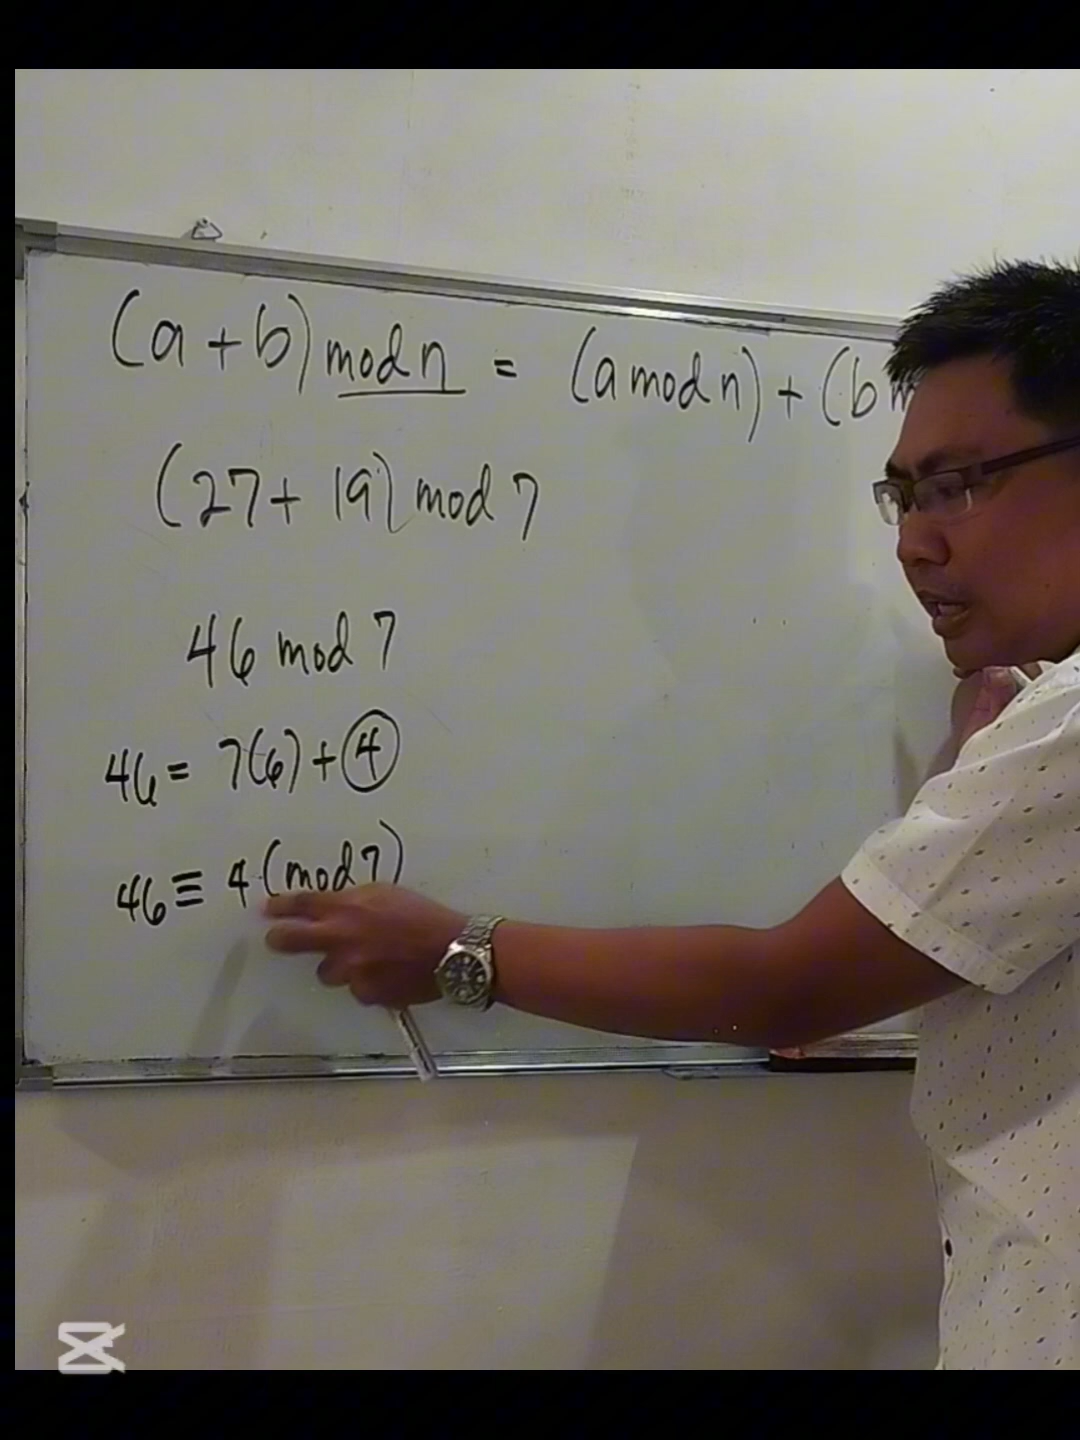 (a + b) mod n = (a mod n) + (b
(27 + 19) mod 7
46 mod 7
46 = 7(6) + 4
46 ≡ 4 (mod 7)